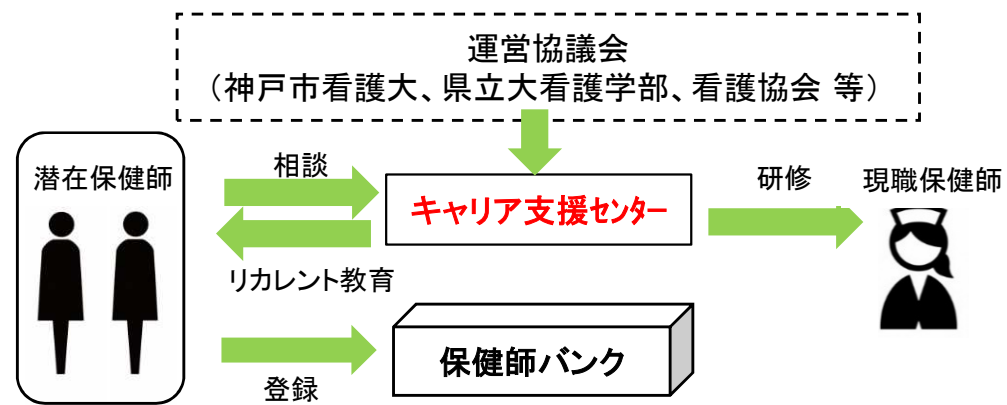 運営協議会
（神戸市看護大、県立大看護学部、看護協会 等）
潜在保健師
相談
キャリア支援センター
研修
現職保健師
リカレント教育
保健師バンク
登録